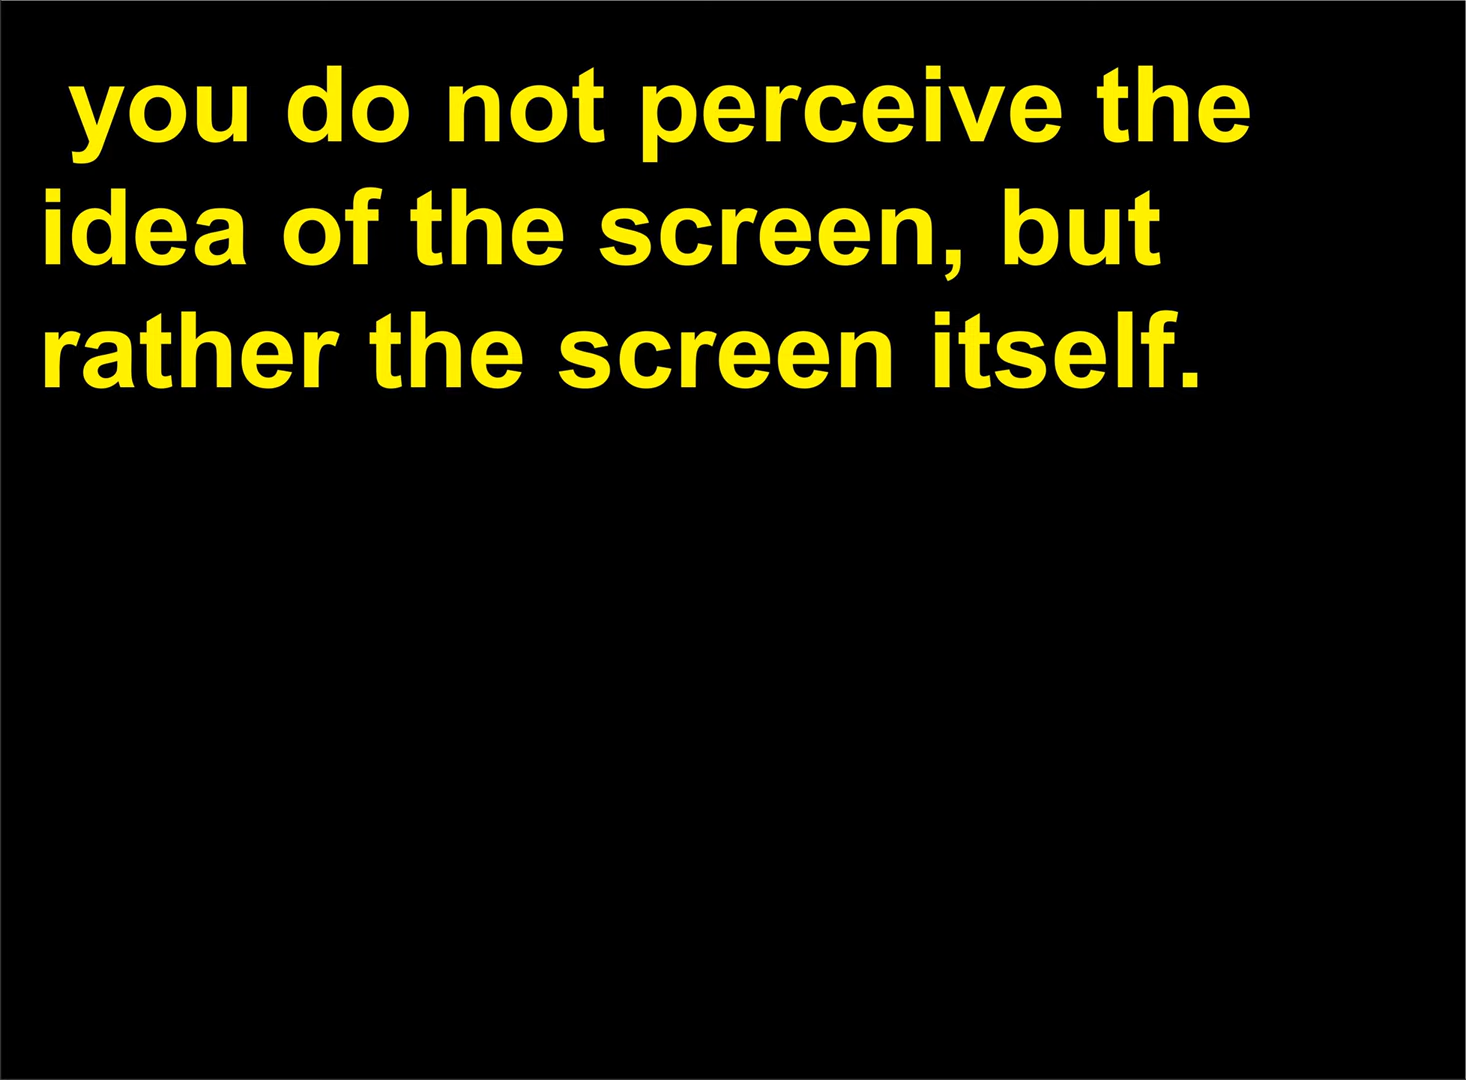 you do not perceive the
idea of the screen, but
rather the screen itself.